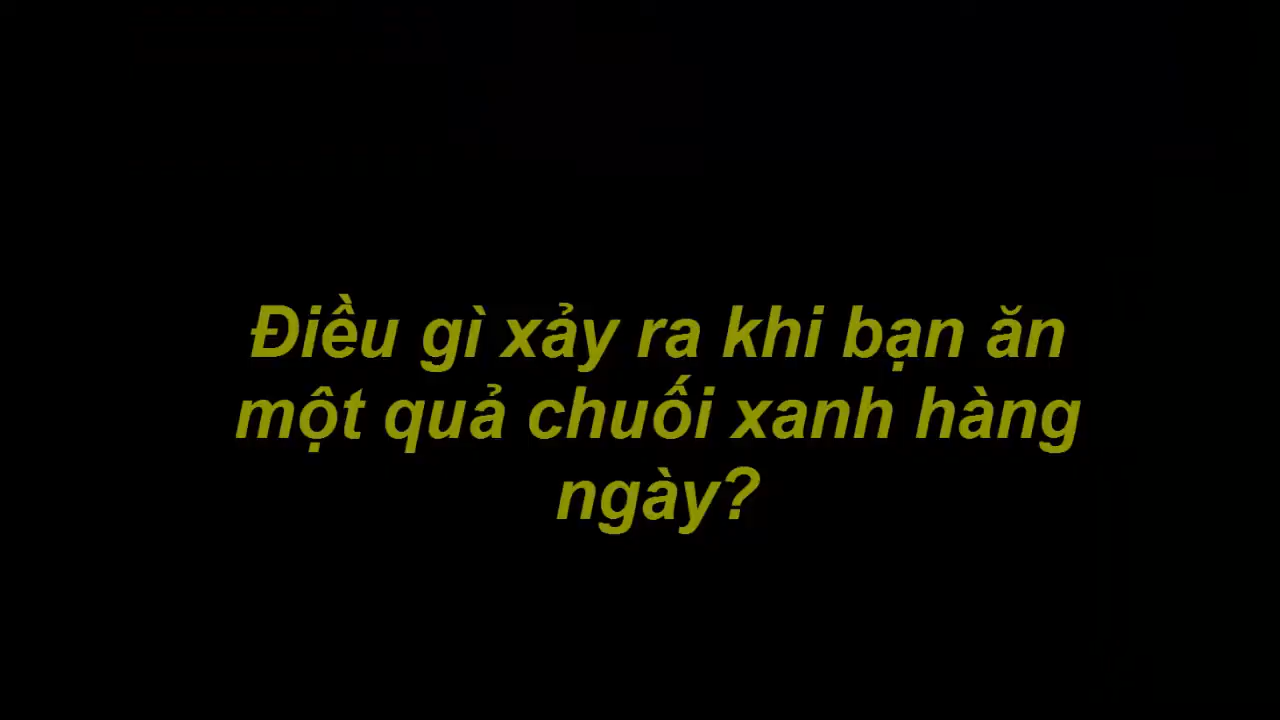 Điều gì xảy ra khi bạn ăn
một quả chuối xanh hàng
ngày?